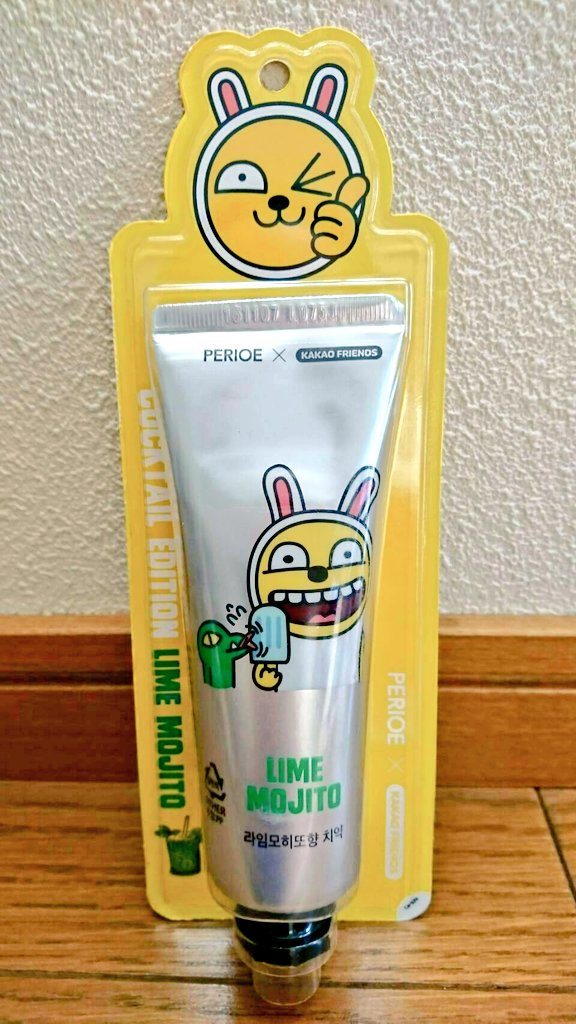 PERIOE × KAKAO FRIENDS
COCKTAIL EDITION LIME MOJITO
PERIOE × KAKAO FRIENDS
LIME
MOJITO
라임모히또향 치약